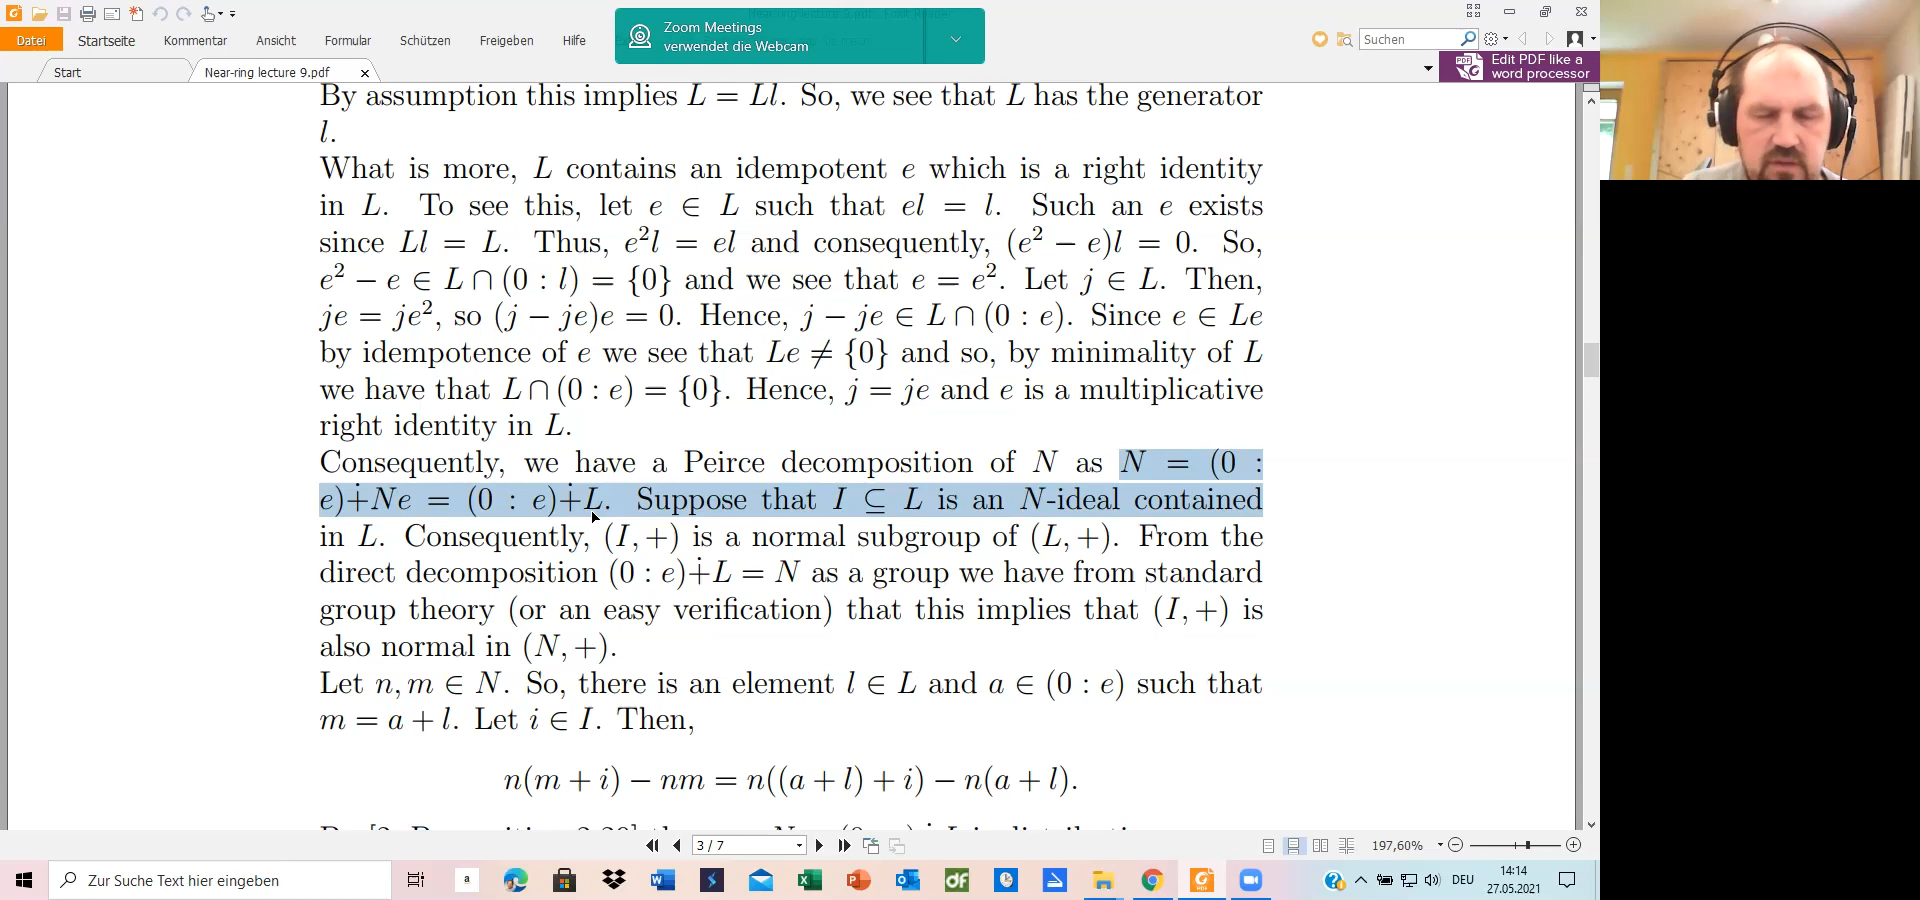 Zoom Meetings
verwendet die Webcam
Datei Startseite Kommentar Ansicht Formular Schützen Freigeben Hilfe
Suchen
Start Near-ring lecture 9.pdf
Edit PDF like a
word processor
By assumption this implies L = Ll. So, we see that L has the generator
l.
What is more, L contains an idempotent e which is a right identity
in L. To see this, let e ∈ L such that el = l. Such an e exists
since Ll = L. Thus, e²l = el and consequently, (e² − e)l = 0. So,
e² − e ∈ L ∩ (0 : l) = {0} and we see that e = e². Let j ∈ L. Then,
je = je², so (j − je)e = 0. Hence, j − je ∈ L ∩ (0 : e). Since e ∈ Le
by idempotence of e we see that Le ≠ {0} and so, by minimality of L
we have that L ∩ (0 : e) = {0}. Hence, j = je and e is a multiplicative
right identity in L.
Consequently, we have a Peirce decomposition of N as N = (0 :
e)∔Ne = (0 : e)∔L. Suppose that I ⊆ L is an N-ideal contained
in L. Consequently, (I, +) is a normal subgroup of (L, +). From the
direct decomposition (0 : e)∔L = N as a group we have from standard
group theory (or an easy verification) that this implies that (I, +) is
also normal in (N, +).
Let n, m ∈ N. So, there is an element l ∈ L and a ∈ (0 : e) such that
m = a + l. Let i ∈ I. Then,
n(m + i) − nm = n((a + l) + i) − n(a + l).
3 / 7
197,60%
Zur Suche Text hier eingeben
DEU
14:14
27.05.2021